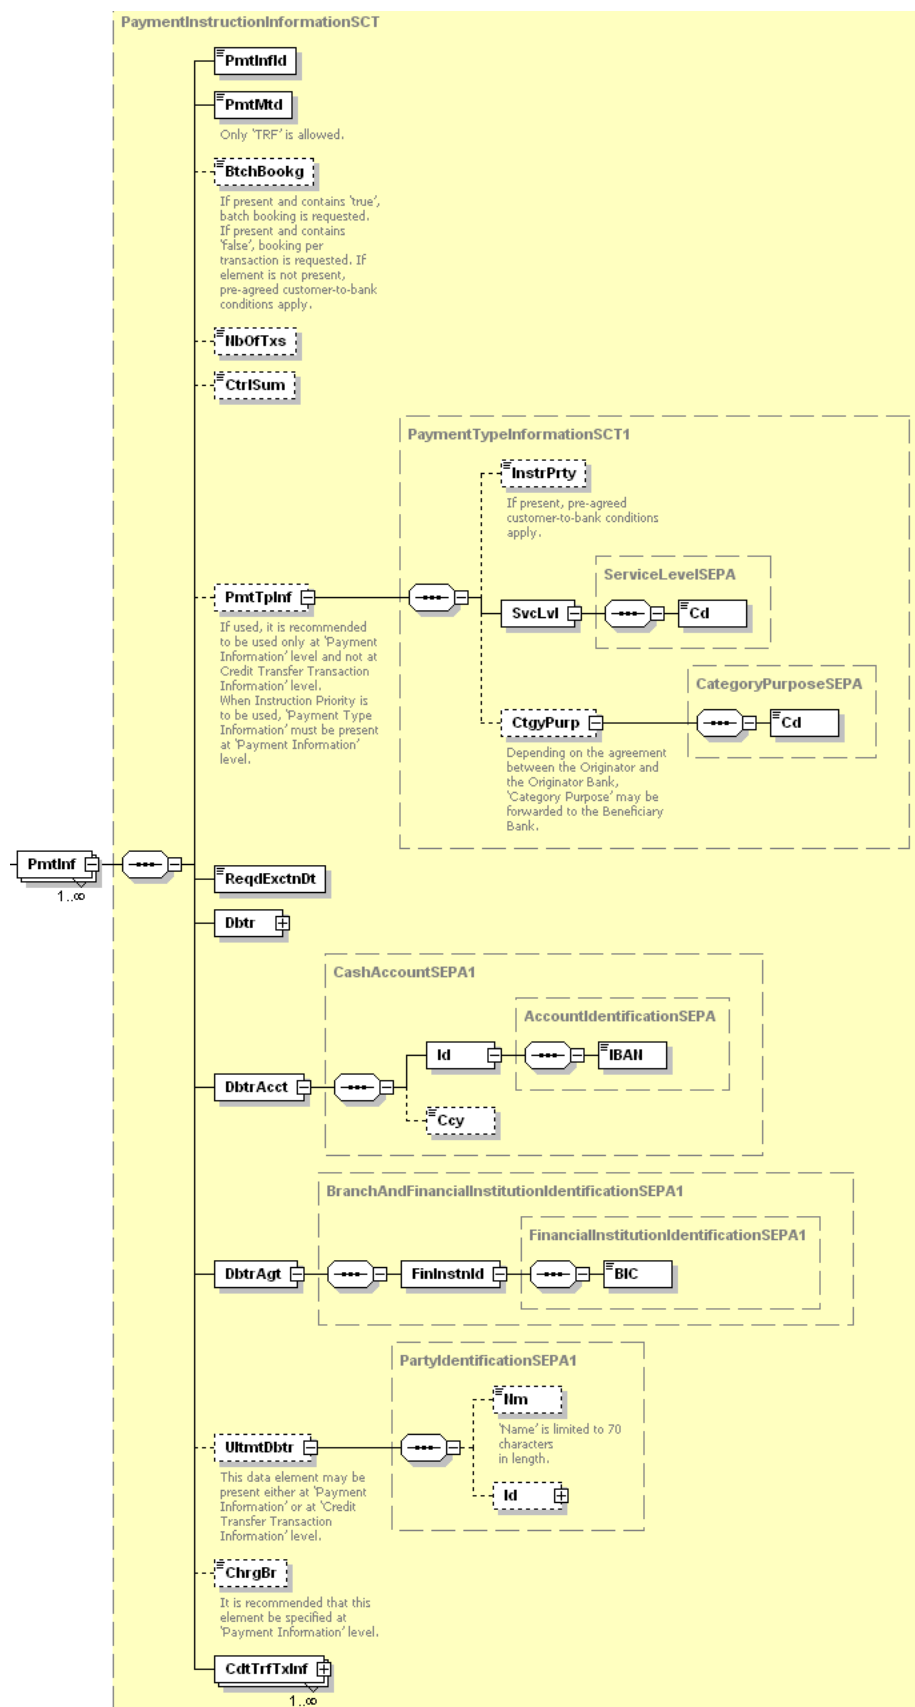 PaymentInstructionInformationSCT
PmtInfId
PmtMtd
Only 'TRF' is allowed.
BtchBookg
If present and contains 'true',
batch booking is requested.
If present and contains
'false', booking per
transaction is requested. If
element is not present,
pre-agreed customer-to-bank
conditions apply.
NbOfTxs
CtrlSum
PaymentTypeInformationSCT1
InstrPrty
If present, pre-agreed
customer-to-bank conditions
apply.
ServiceLevelSEPA
PmtTpInf
SvcLvl
Cd
If used, it is recommended
to be used only at 'Payment
Information' level and not at
Credit Transfer Transaction
Information' level.
When Instruction Priority is
to be used, 'Payment Type
Information' must be present
at 'Payment Information'
level.
CategoryPurposeSEPA
CtgyPurp
Cd
Depending on the agreement
between the Originator and
the Originator Bank,
'Category Purpose' may be
forwarded to the Beneficiary
Bank.
PmtInf
1..∞
ReqdExctnDt
Dbtr
CashAccountSEPA1
AccountIdentificationSEPA
Id
IBAN
DbtrAcct
Ccy
BranchAndFinancialInstitutionIdentificationSEPA1
FinancialInstitutionIdentificationSEPA1
DbtrAgt
FinInstnId
BIC
PartyIdentificationSEPA1
Nm
'Name' is limited to 70
characters
in length.
UltmtDbtr
Id
This data element may be
present either at 'Payment
Information' or at 'Credit
Transfer Transaction
Information' level.
ChrgBr
It is recommended that this
element be specified at
'Payment Information' level.
CdtTrfTxInf
1..∞